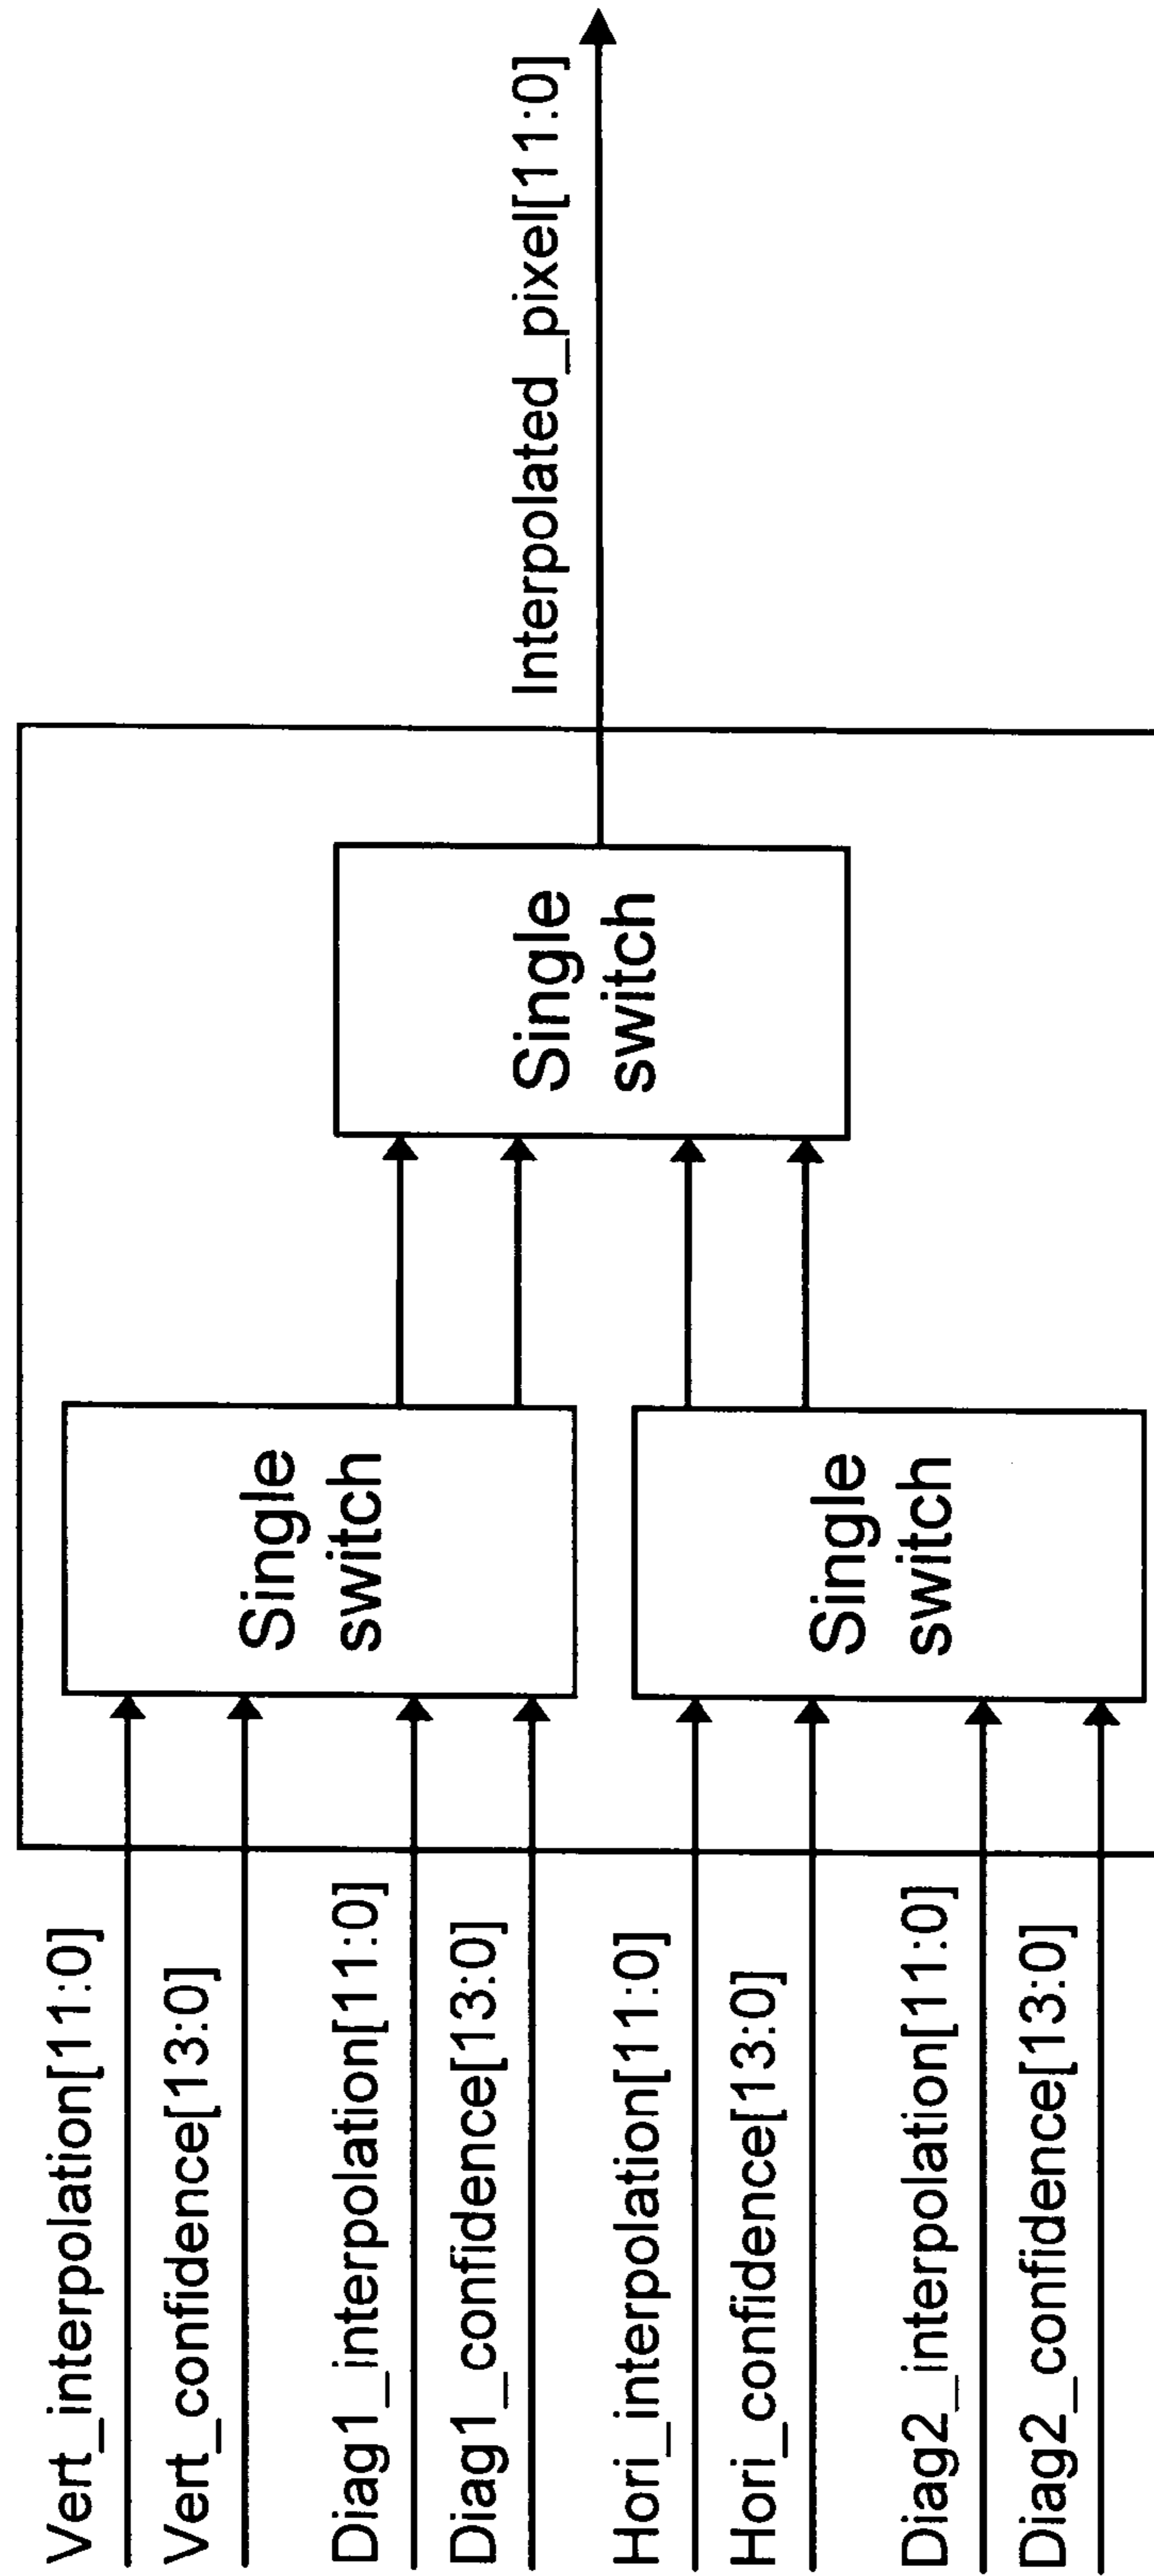 Vert_interpolation[11:0]
Vert_confidence[13:0]
Diag1_interpolation[11:0]
Diag1_confidence[13:0]
Hori_interpolation[11:0]
Hori_confidence[13:0]
Diag2_interpolation[11:0]
Diag2_confidence[13:0]
Single
switch
Single
switch
Single
switch
Interpolated_pixel[11:0]